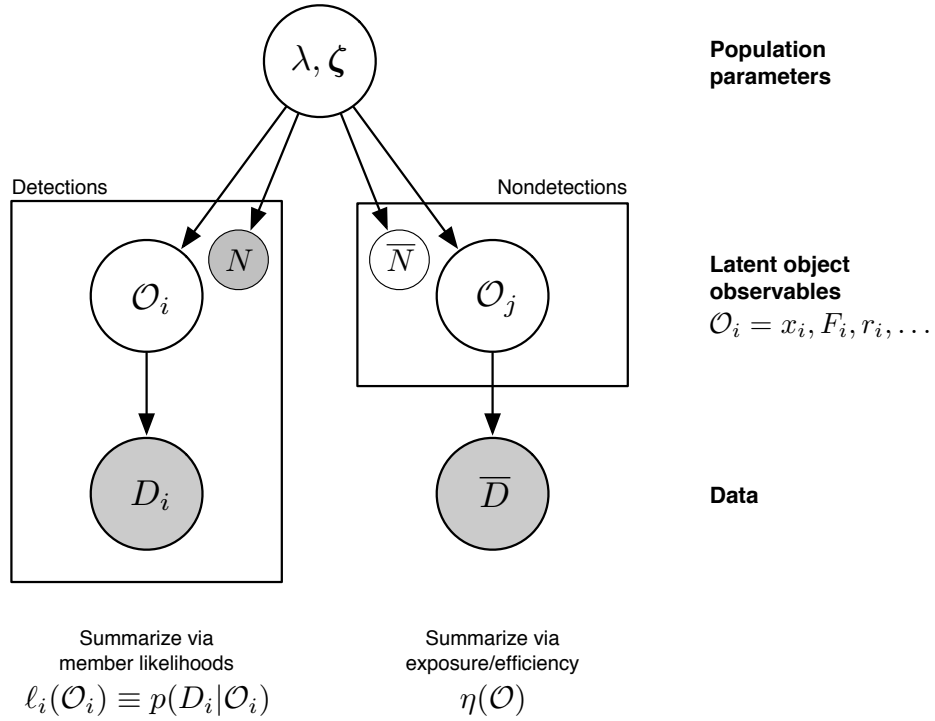 λ, ζ
Population
parameters
Detections
Nondetections
N
N̅
𝒪ᵢ
𝒪ⱼ
Latent object
observables
𝒪ᵢ = xᵢ, Fᵢ, rᵢ, …
Dᵢ
D̅
Data
Summarize via
member likelihoods
ℓᵢ(𝒪ᵢ) ≡ p(Dᵢ|𝒪ᵢ)
Summarize via
exposure/efficiency
η(𝒪)